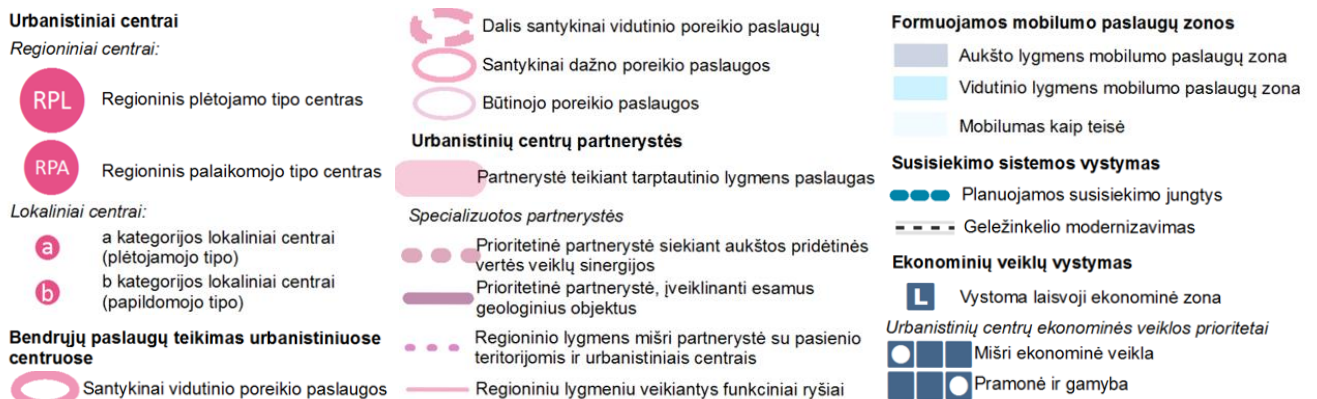 Urbanistiniai centrai
Regioniniai centrai:
RPL
Regioninis plėtojamo tipo centras
RPA
Regioninis palaikomojo tipo centras
Lokaliniai centrai:
a
a kategorijos lokaliniai centrai
(plėtojamojo tipo)
b
b kategorijos lokaliniai centrai
(papildomojo tipo)
Bendrųjų paslaugų teikimas urbanistiniuose
centruose
Santykinai vidutinio poreikio paslaugos
Dalis santykinai vidutinio poreikio paslaugų
Santykinai dažno poreikio paslaugos
Būtinojo poreikio paslaugos
Urbanistinių centrų partnerystės
Partnerystė teikiant tarptautinio lygmens paslaugas
Specializuotos partnerystės
Prioritetinė partnerystė siekiant aukštos pridėtinės
vertės veiklų sinergijos
Prioritetinė partnerystė, įveiklinanti esamus
geologinius objektus
Regioninio lygmens mišri partnerystė su pasienio
teritorijomis ir urbanistiniais centrais
Regioniniu lygmeniu veikiantys funkciniai ryšiai
Formuojamos mobilumo paslaugų zonos
Aukšto lygmens mobilumo paslaugų zona
Vidutinio lygmens mobilumo paslaugų zona
Mobilumas kaip teisė
Susisiekimo sistemos vystymas
Planuojamos susisiekimo jungtys
Geležinkelio modernizavimas
Ekonominių veiklų vystymas
L
Vystoma laisvoji ekonominė zona
Urbanistinių centrų ekonominės veiklos prioritetai
Mišri ekonominė veikla
Pramonė ir gamyba